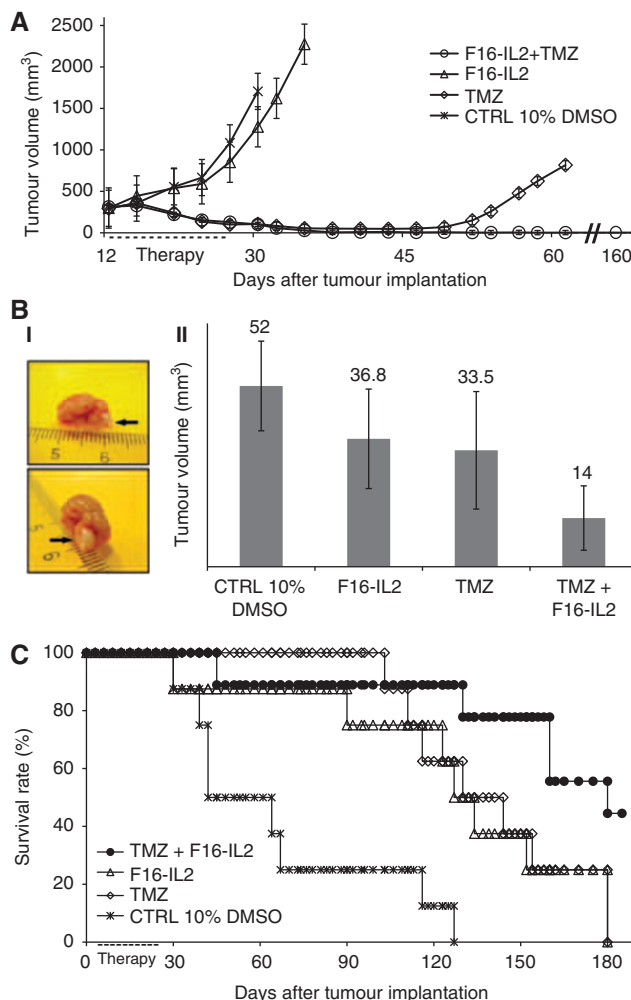 A
Tumour volume (mm³)
2500
2000
1500
1000
500
0
F16-IL2+TMZ
F16-IL2
TMZ
CTRL 10% DMSO
Therapy
12 30 45 60 160
Days after tumour implantation
B
I
5 6
5 6
II
Tumour volume (mm³)
52
36.8
33.5
14
CTRL 10% DMSO
F16-IL2
TMZ
TMZ + F16-IL2
C
Survival rate (%)
100
80
60
40
20
0
TMZ + F16-IL2
F16-IL2
TMZ
CTRL 10% DMSO
Therapy
0 30 60 90 120 150 180
Days after tumour implantation